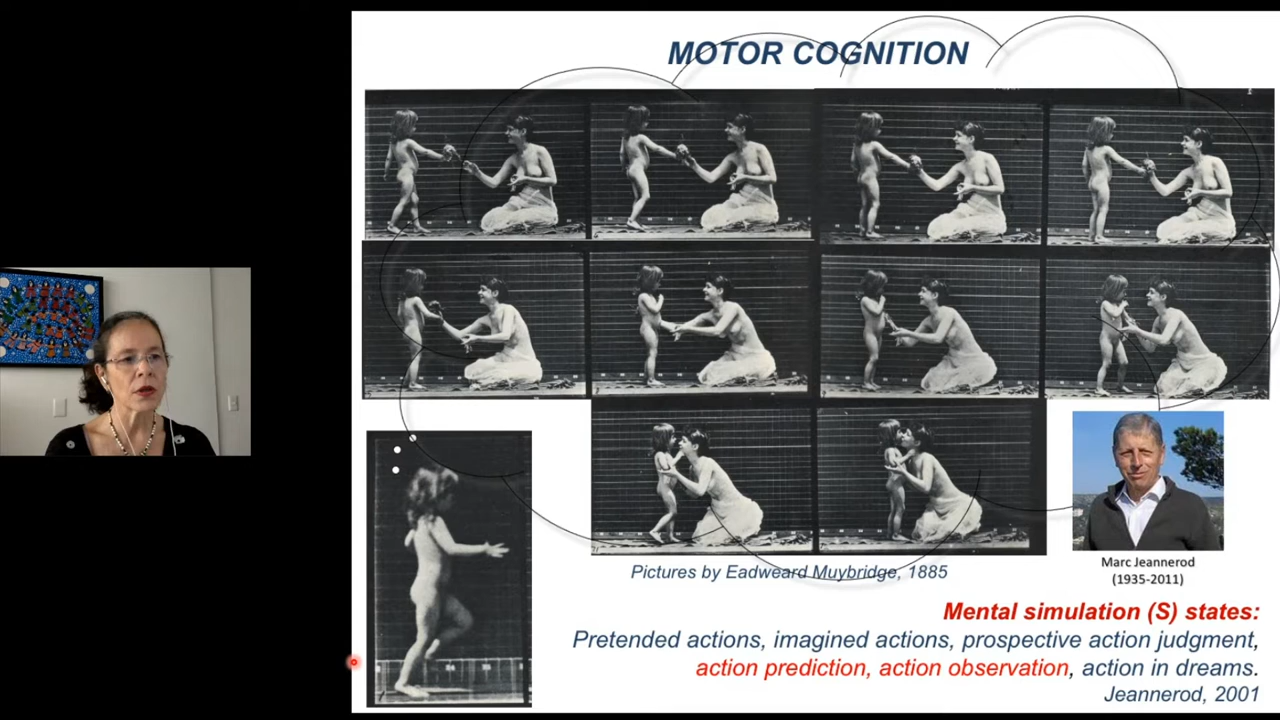 MOTOR COGNITION
Pictures by Eadweard Muybridge, 1885
Marc Jeannerod
(1935-2011)
Mental simulation (S) states:
Pretended actions, imagined actions, prospective action judgment,
action prediction, action observation, action in dreams.
Jeannerod, 2001